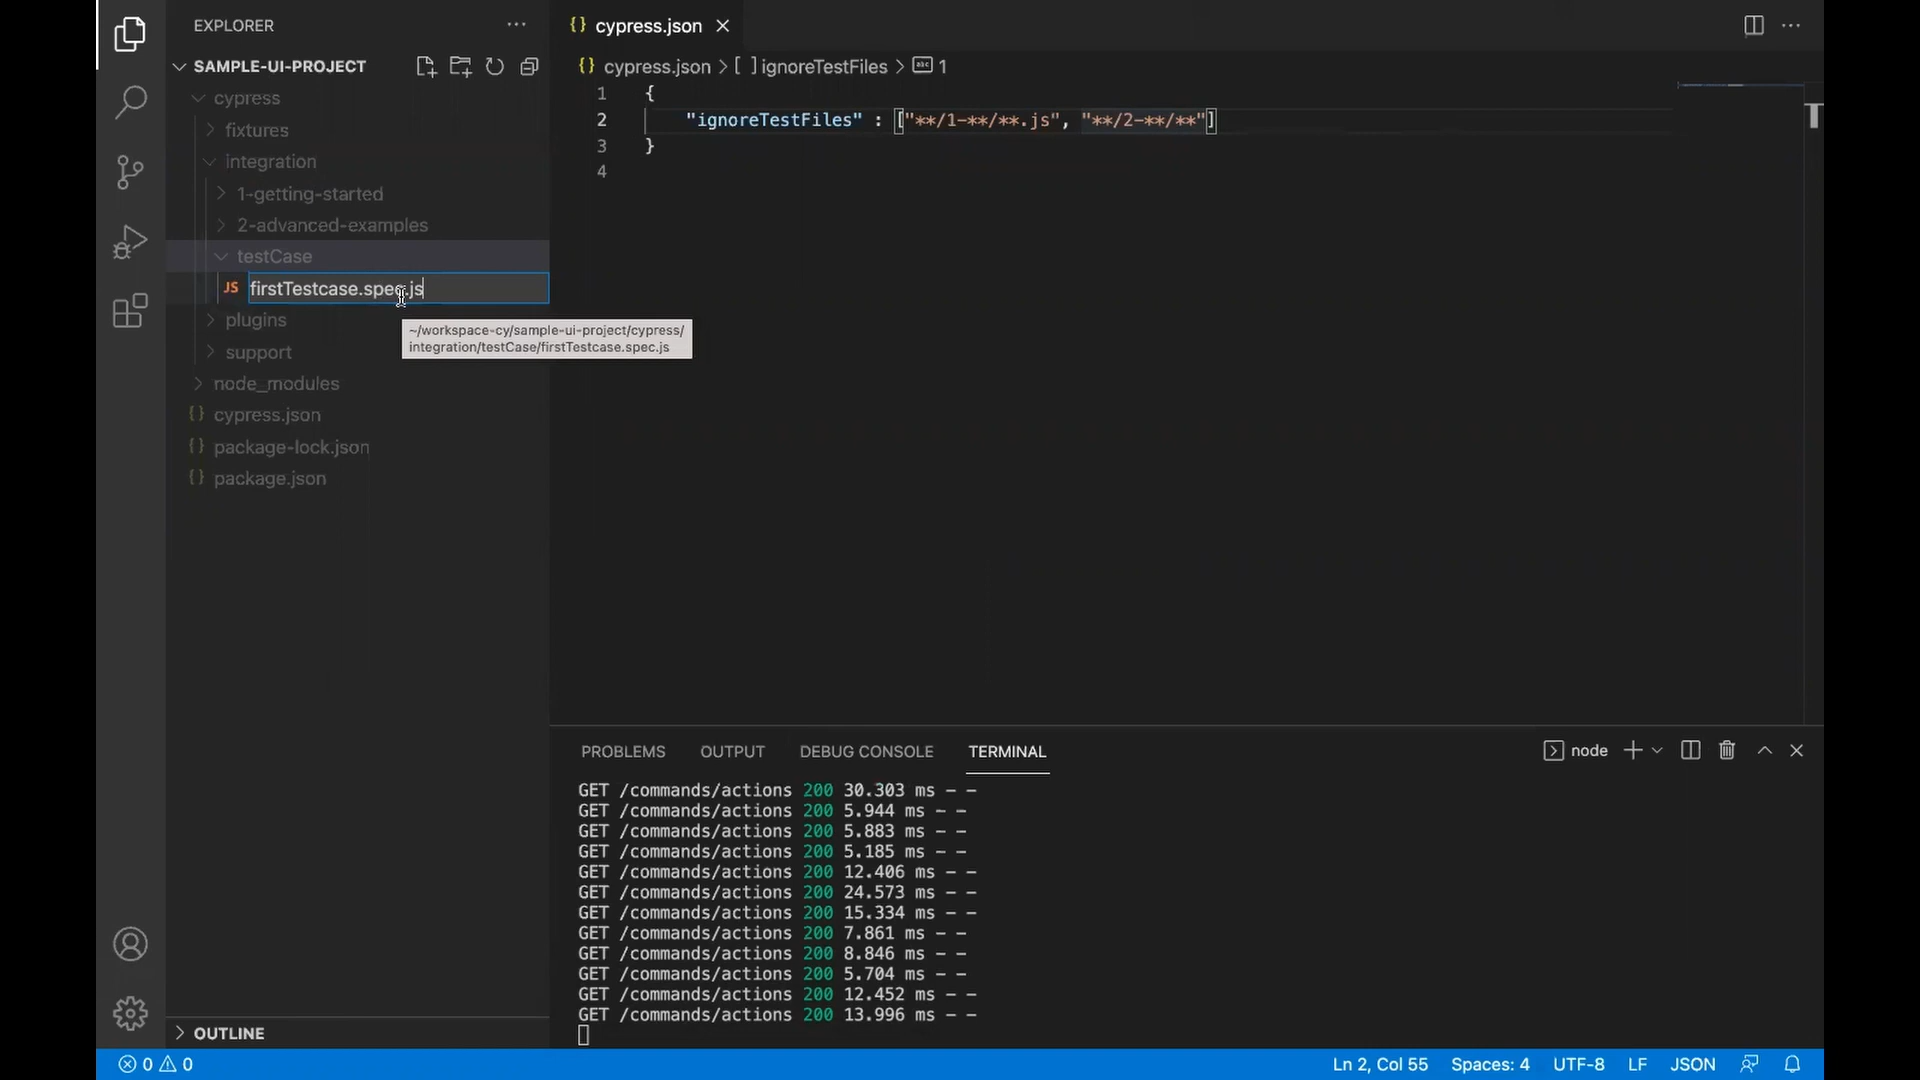 EXPLORER
SAMPLE-UI-PROJECT
cypress
fixtures
integration
1-getting-started
2-advanced-examples
testCase
JS firstTestcase.spec.js
~/workspace-cy/sample-ui-project/cypress/
integration/testCase/firstTestcase.spec.js
plugins
support
node_modules
{} cypress.json
{} package-lock.json
{} package.json
OUTLINE
{} cypress.json
{} cypress.json > [ ] ignoreTestFiles > abc 1
1 {
2 "ignoreTestFiles" : ["**/1-**/**.js", "**/2-**/**"]
3 }
4
PROBLEMS OUTPUT DEBUG CONSOLE TERMINAL
node
GET /commands/actions 200 30.303 ms - -
GET /commands/actions 200 5.944 ms - -
GET /commands/actions 200 5.883 ms - -
GET /commands/actions 200 5.185 ms - -
GET /commands/actions 200 12.406 ms - -
GET /commands/actions 200 24.573 ms - -
GET /commands/actions 200 15.334 ms - -
GET /commands/actions 200 7.861 ms - -
GET /commands/actions 200 8.846 ms - -
GET /commands/actions 200 5.704 ms - -
GET /commands/actions 200 12.452 ms - -
GET /commands/actions 200 13.996 ms - -
0 0 Ln 2, Col 55 Spaces: 4 UTF-8 LF JSON